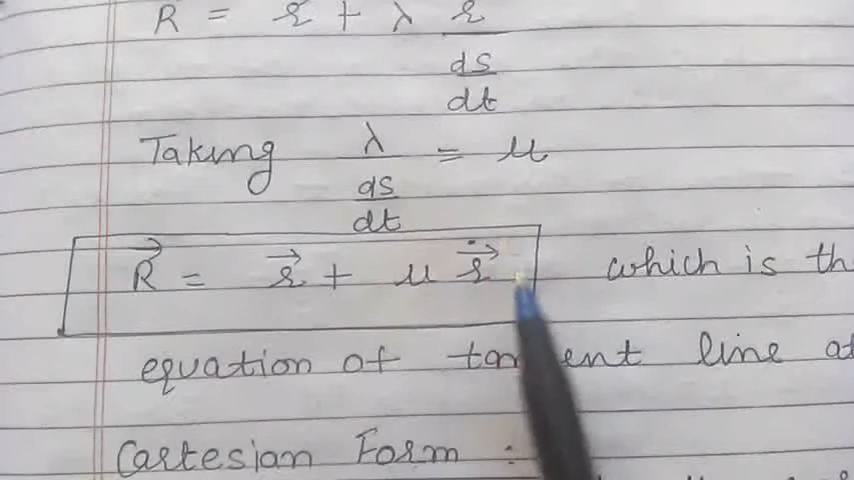 R = r + λ r
ds
dt
Taking λ = μ
ds
dt
R⃗ = r⃗ + μ ṙ⃗ which is th
equation of tangent line at
Cartesian Form :